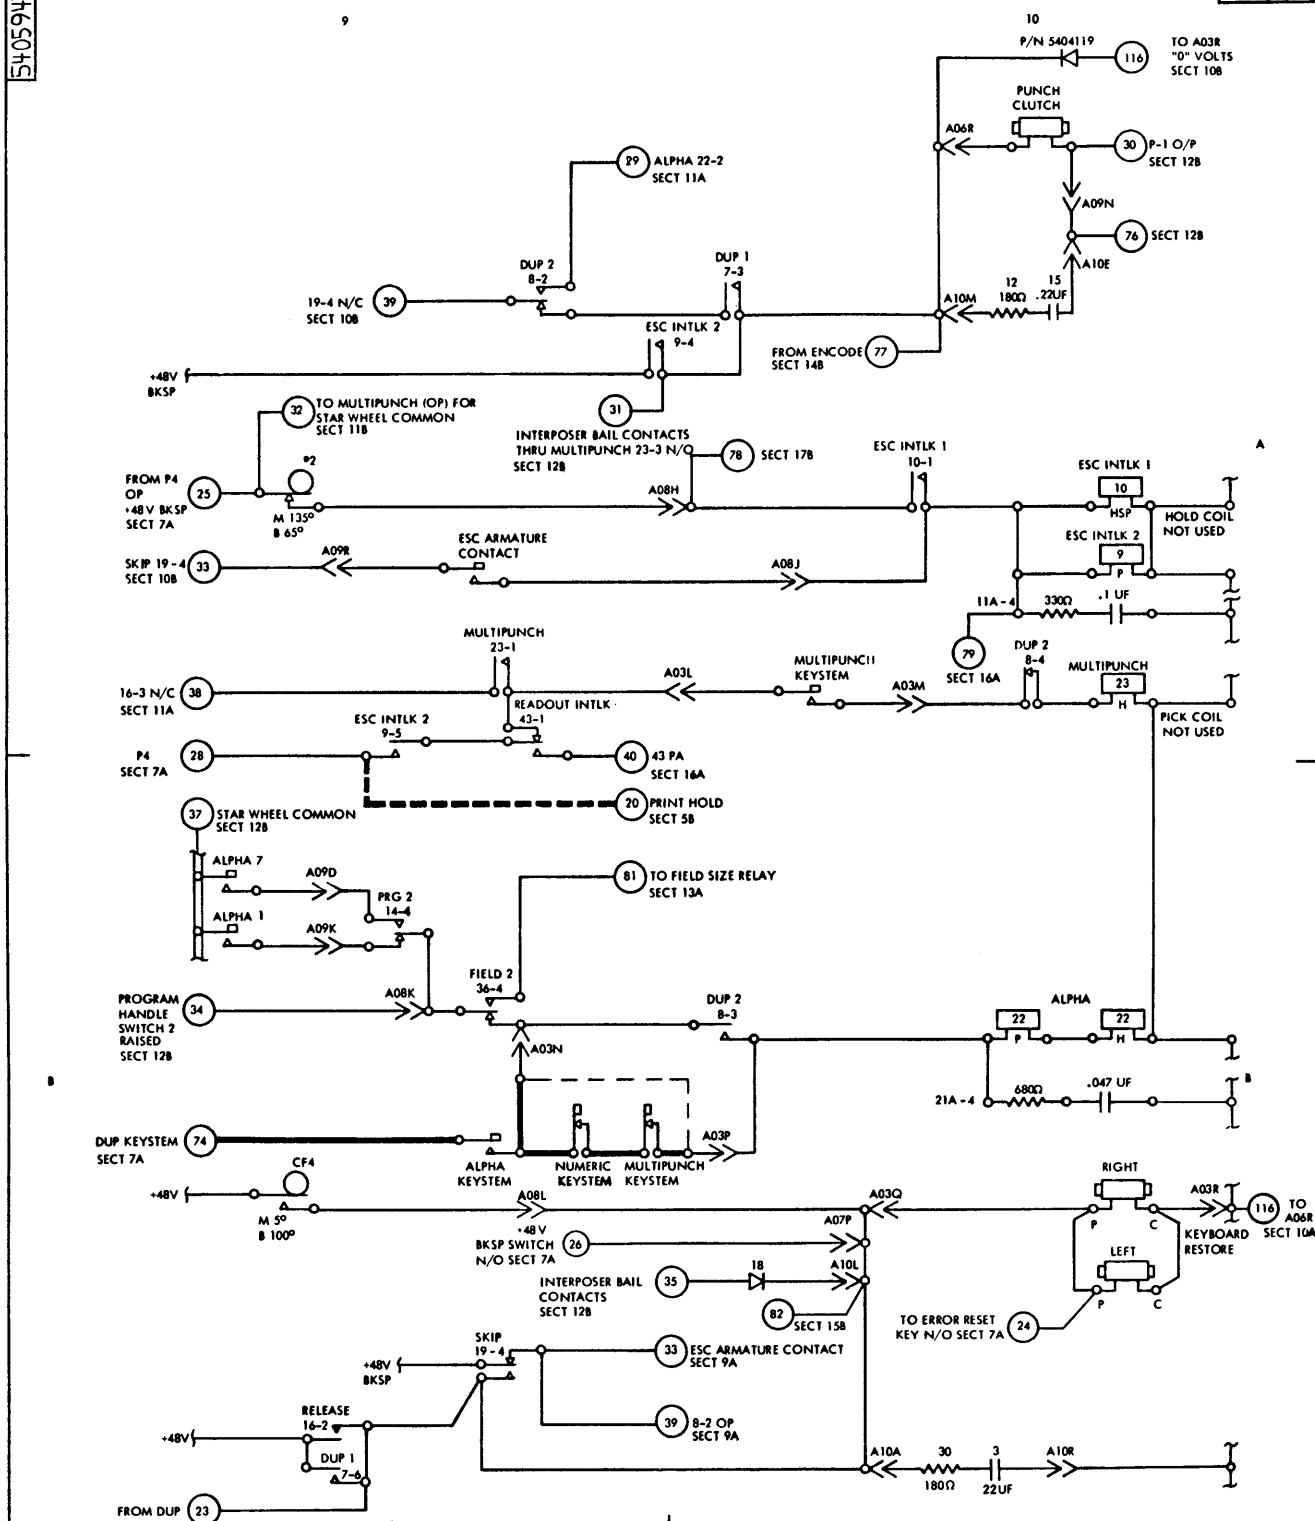 540594
9
10
P/N 5404119
116
TO A03R
"0" VOLTS
SECT 10B
PUNCH
CLUTCH
A06R
30
P-1 O/P
SECT 12B
29
ALPHA 22-2
SECT 11A
A09N
76
SECT 12B
A10E
DUP 2
8-2
DUP 1
7-3
12
180Ω
15
.22UF
19-4 N/C
SECT 10B
39
A10M
ESC INTLK 2
9-4
FROM ENCODE
SECT 14B
77
+48V
BKSP
32
TO MULTIPUNCH (OP) FOR
STAR WHEEL COMMON
SECT 11B
31
INTERPOSER BAIL CONTACTS
THRU MULTIPUNCH 23-3 N/O
SECT 12B
78
SECT 17B
ESC INTLK 1
10-1
A
ESC INTLK 1
10
HSP
P2
FROM P4
OP
+48V BKSP
SECT 7A
25
M 135°
B 65°
A08H
HOLD COIL
NOT USED
ESC INTLK 2
9
P
ESC ARMATURE
CONTACT
SKIP 19-4
SECT 10B
33
A09R
A08J
11A-4
330Ω
.1 UF
79
SECT 16A
MULTIPUNCH
23-1
DUP 2
8-4
MULTIPUNCH
KEYSTEM
MULTIPUNCH
23
H
16-3 N/C
SECT 11A
38
A03L
A03M
PICK COIL
NOT USED
READOUT INTLK
43-1
ESC INTLK 2
9-5
P4
SECT 7A
28
40
43 PA
SECT 16A
20
PRINT HOLD
SECT 5B
37
STAR WHEEL COMMON
SECT 12B
ALPHA 7
A09D
81
TO FIELD SIZE RELAY
SECT 13A
PRG 2
14-4
ALPHA 1
A09K
FIELD 2
36-4
PROGRAM
HANDLE
SWITCH 2
RAISED
SECT 12B
34
A08K
DUP 2
8-3
ALPHA
22
P
22
H
A03N
B
B
21A-4
680Ω
.047 UF
DUP KEYSTEM
SECT 7A
74
ALPHA
KEYSTEM
NUMERIC
KEYSTEM
MULTIPUNCH
KEYSTEM
A03P
CF4
+48V
M 5°
B 100°
A08L
A03Q
RIGHT
P
C
A03R
116
TO
A06R
SECT 10A
KEYBOARD
RESTORE
+48V
BKSP SWITCH
N/O SECT 7A
26
A07P
LEFT
P
C
INTERPOSER BAIL
CONTACTS
SECT 12B
35
18
A10L
82
SECT 15B
TO ERROR RESET
KEY N/O SECT 7A
24
SKIP
19-4
+48V
BKSP
33
ESC ARMATURE CONTACT
SECT 9A
39
8-2 OP
SECT 9A
RELEASE
16-2
+48V
DUP 1
7-6
A10A
30
180Ω
3
22UF
A10R
FROM DUP
23